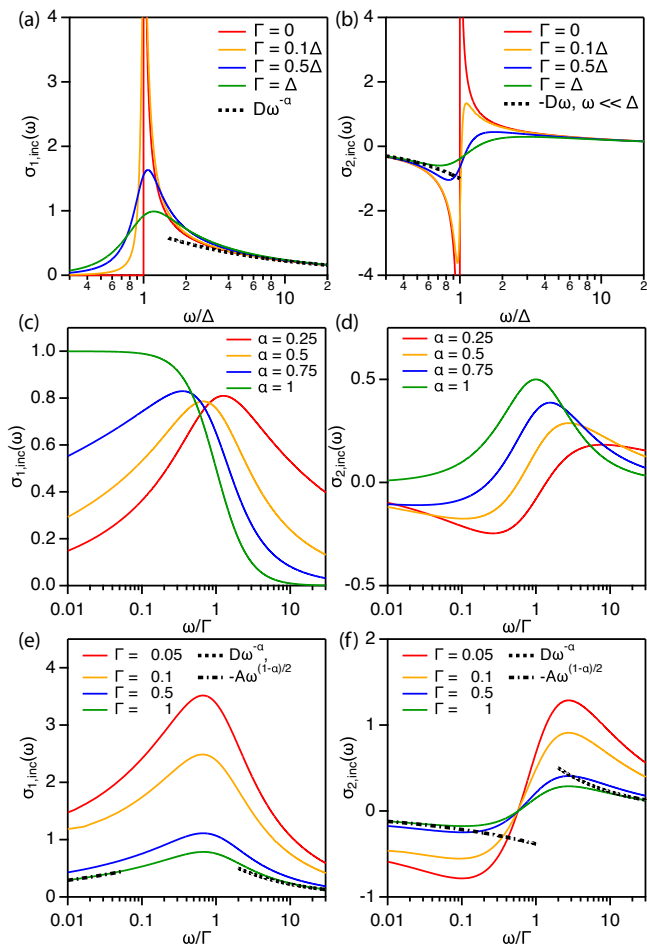 (a)
4
3
2
1
0
σ1,inc(ω)
Γ = 0
Γ = 0.1Δ
Γ = 0.5Δ
Γ = Δ
Dω^-α
4 6 8 1 2 4 6 8 10 2
ω/Δ
(b)
4
2
0
-2
-4
σ2,inc(ω)
Γ = 0
Γ = 0.1Δ
Γ = 0.5Δ
Γ = Δ
-Dω, ω << Δ
4 6 8 1 2 4 6 8 10 2
ω/Δ
(c)
1.0
0.8
0.6
0.4
0.2
0.0
σ1,inc(ω)
α = 0.25
α = 0.5
α = 0.75
α = 1
0.01 0.1 1 10
ω/Γ
(d)
0.5
0.0
-0.5
σ2,inc(ω)
α = 0.25
α = 0.5
α = 0.75
α = 1
0.01 0.1 1 10
ω/Γ
(e)
4
3
2
1
0
σ1,inc(ω)
Γ = 0.05
Γ = 0.1
Γ = 0.5
Γ = 1
Dω^-α,
-Aω^(1-α)/2
0.01 0.1 1 10
ω/Γ
(f)
2
1
0
-1
σ2,inc(ω)
Γ = 0.05
Γ = 0.1
Γ = 0.5
Γ = 1
Dω^-α
-Aω^(1-α)/2
0.01 0.1 1 10
ω/Γ